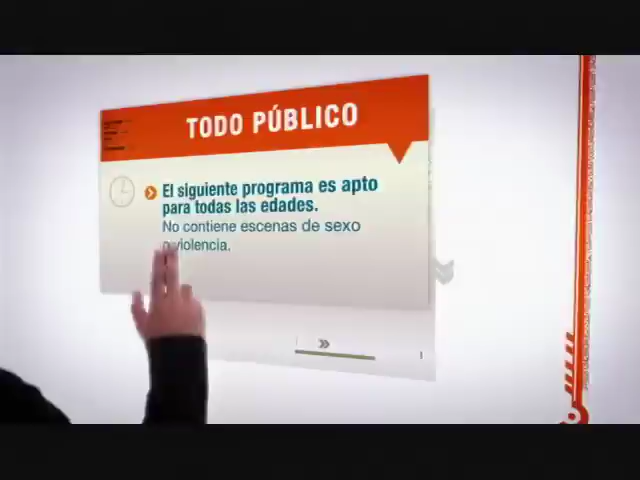 TODO PÚBLICO
El siguiente programa es apto
para todas las edades.
No contiene escenas de sexo
o violencia.